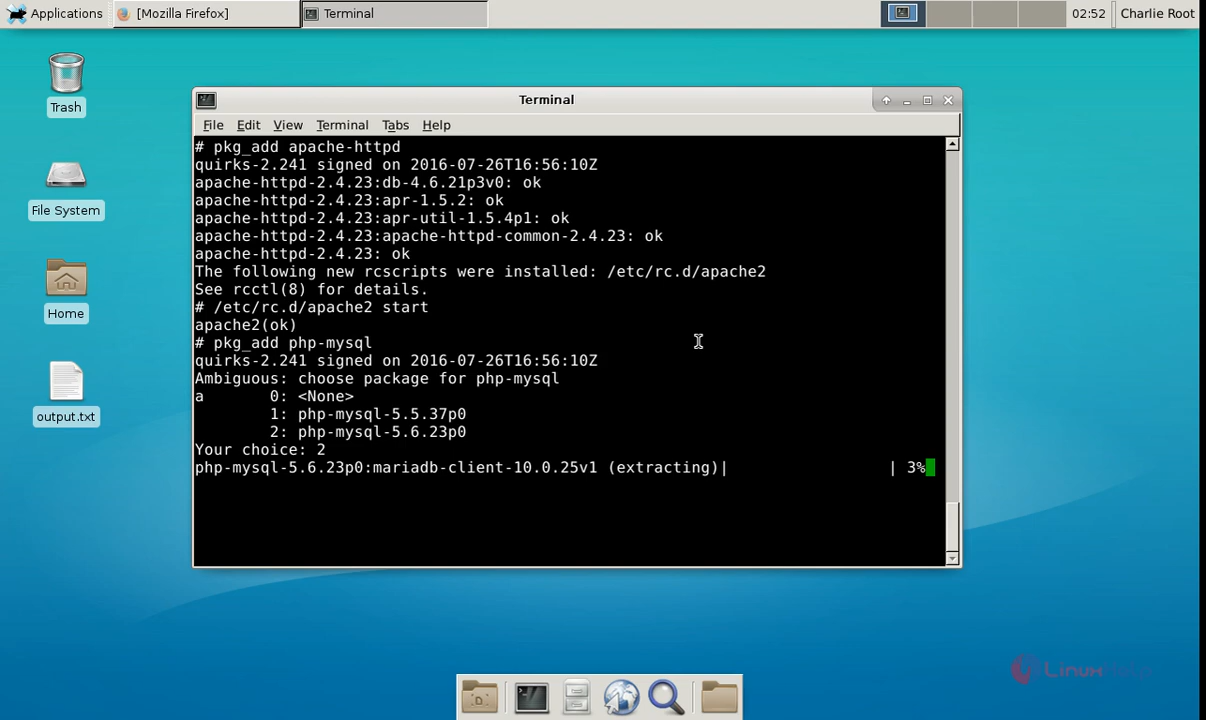 Applications
[Mozilla Firefox]
Terminal
02:52
Charlie Root
Trash
File System
Home
output.txt
Terminal
File Edit View Terminal Tabs Help
# pkg_add apache-httpd
quirks-2.241 signed on 2016-07-26T16:56:10Z
apache-httpd-2.4.23:db-4.6.21p3v0: ok
apache-httpd-2.4.23:apr-1.5.2: ok
apache-httpd-2.4.23:apr-util-1.5.4p1: ok
apache-httpd-2.4.23:apache-httpd-common-2.4.23: ok
apache-httpd-2.4.23: ok
The following new rcscripts were installed: /etc/rc.d/apache2
See rcctl(8) for details.
# /etc/rc.d/apache2 start
apache2(ok)
# pkg_add php-mysql
quirks-2.241 signed on 2016-07-26T16:56:10Z
Ambiguous: choose package for php-mysql
a       0: <None>
        1: php-mysql-5.5.37p0
        2: php-mysql-5.6.23p0
Your choice: 2
php-mysql-5.6.23p0:mariadb-client-10.0.25v1 (extracting)|                 | 3%